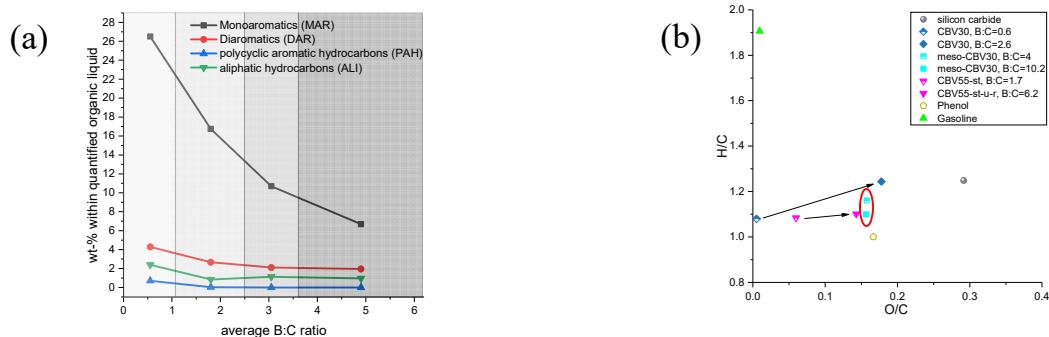 (a)
wt-% within quantified organic liquid
28
26
24
22
20
18
16
14
12
10
8
6
4
2
0
Monoaromatics (MAR)
Diaromatics (DAR)
polycyclic aromatic hydrocarbons (PAH)
aliphatic hydrocarbons (ALI)
0 1 2 3 4 5 6
average B:C ratio
(b)
H/C
2.0
1.8
1.6
1.4
1.2
1.0
0.8
silicon carbide
CBV30, B:C=0.6
CBV30, B:C=2.6
meso-CBV30, B:C=4
meso-CBV30, B:C=10.2
CBV55-st, B:C=1.7
CBV55-st-u-r, B:C=6.2
Phenol
Gasoline
0.0 0.1 0.2 0.3 0.4
O/C